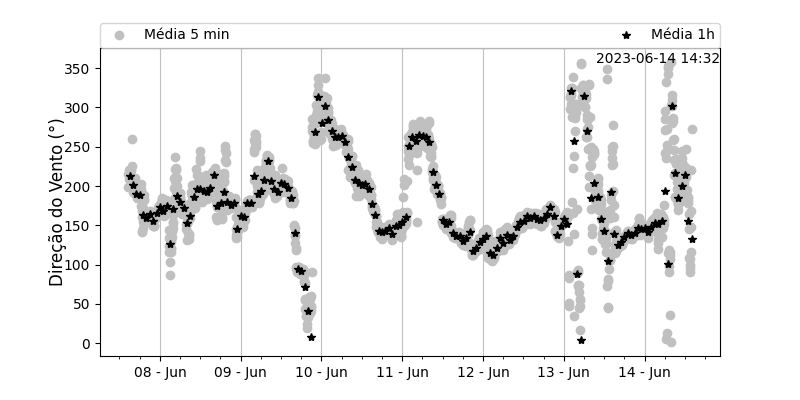 Média 5 min
Média 1h
2023-06-14 14:32
Direção do Vento (°)
350
300
250
200
150
100
50
0
08 - Jun
09 - Jun
10 - Jun
11 - Jun
12 - Jun
13 - Jun
14 - Jun